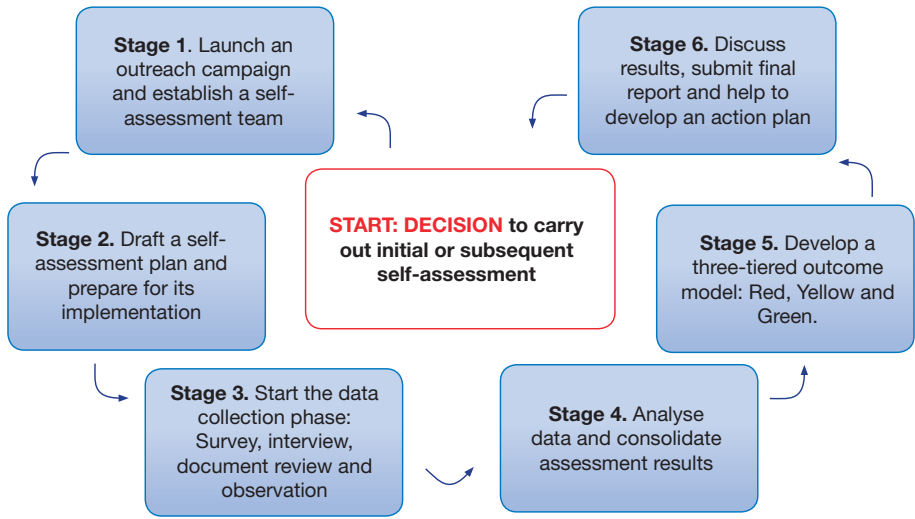 START: DECISION to carry
out initial or subsequent
self-assessment
Stage 1. Launch an
outreach campaign
and establish a self-
assessment team
Stage 2. Draft a self-
assessment plan and
prepare for its
implementation
Stage 3. Start the data
collection phase:
Survey, interview,
document review and
observation
Stage 4. Analyse
data and consolidate
assessment results
Stage 5. Develop a
three-tiered outcome
model: Red, Yellow and
Green.
Stage 6. Discuss
results, submit final
report and help to
develop an action plan